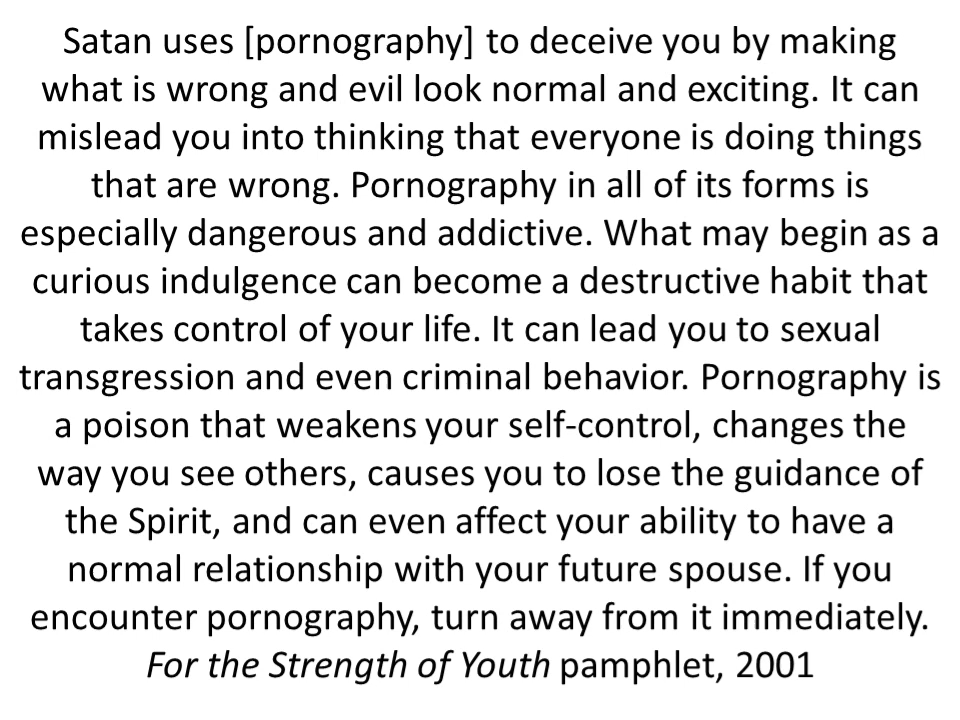 Satan uses [pornography] to deceive you by making
what is wrong and evil look normal and exciting. It can
mislead you into thinking that everyone is doing things
that are wrong. Pornography in all of its forms is
especially dangerous and addictive. What may begin as a
curious indulgence can become a destructive habit that
takes control of your life. It can lead you to sexual
transgression and even criminal behavior. Pornography is
a poison that weakens your self-control, changes the
way you see others, causes you to lose the guidance of
the Spirit, and can even affect your ability to have a
normal relationship with your future spouse. If you
encounter pornography, turn away from it immediately.
For the Strength of Youth pamphlet, 2001